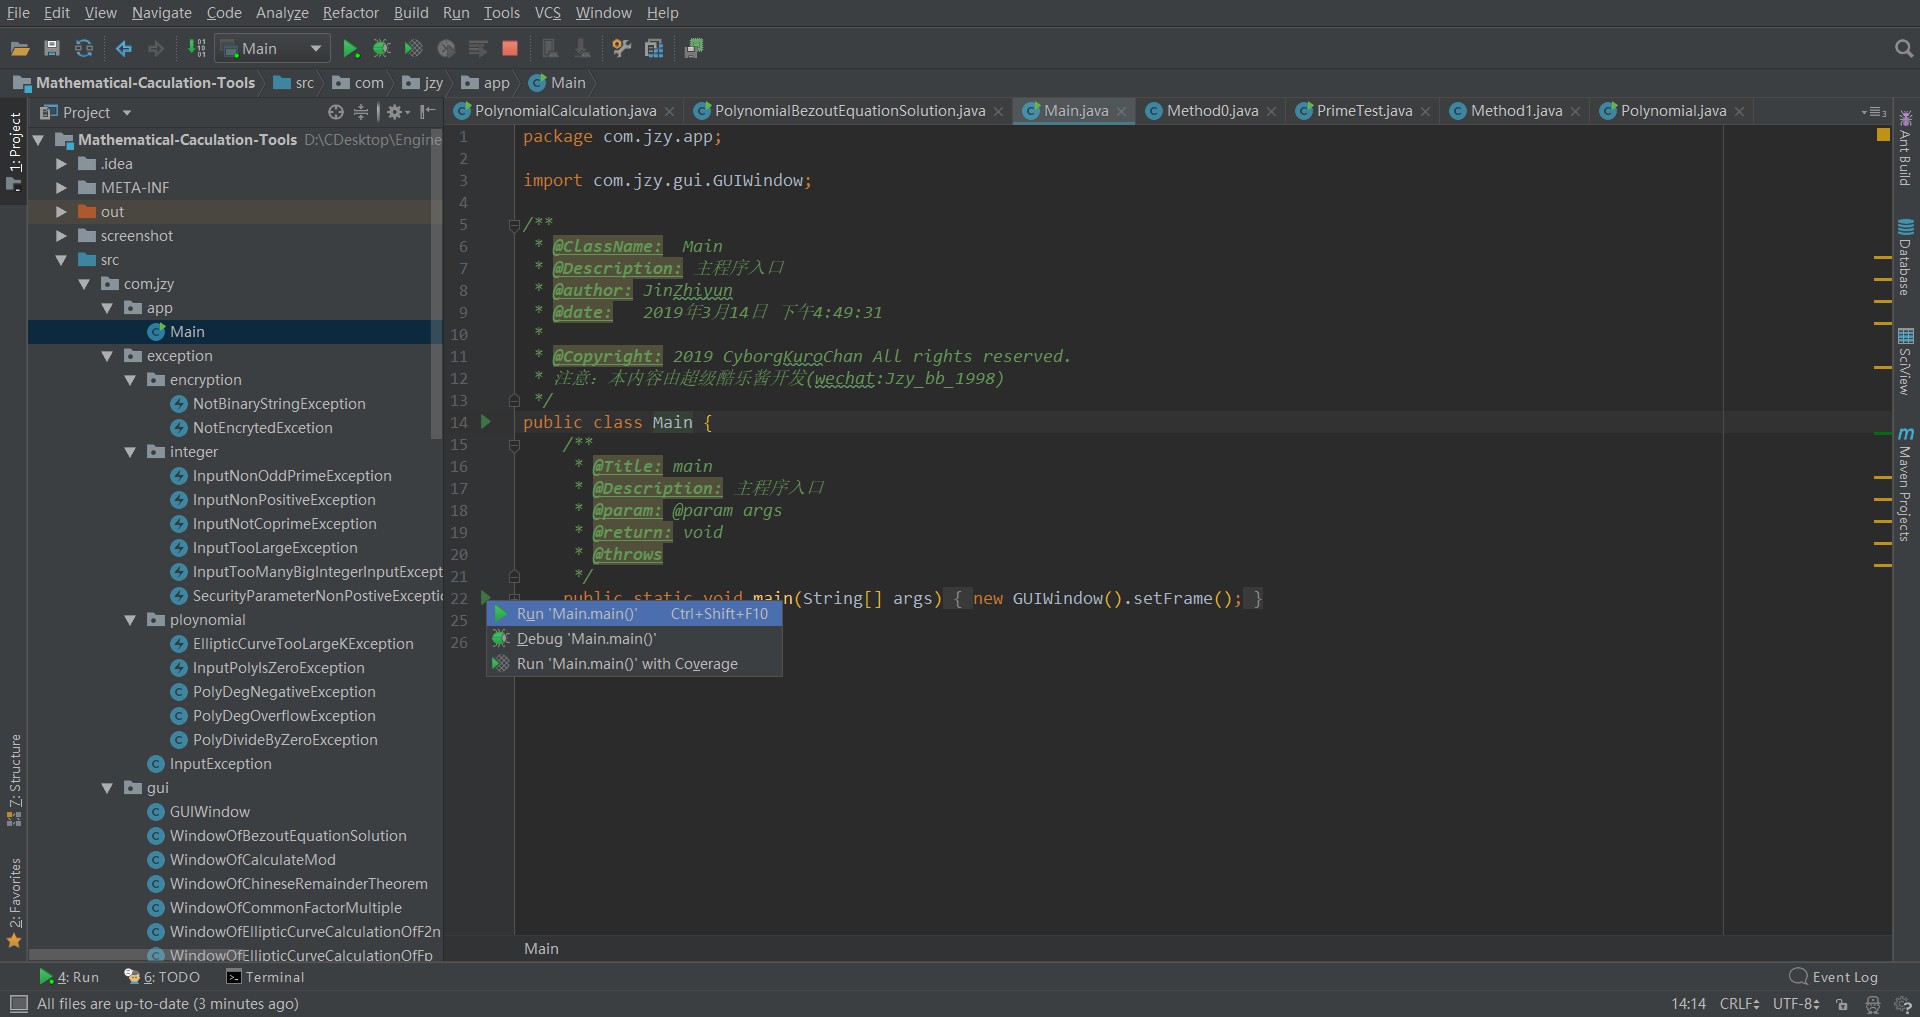 File Edit View Navigate Code Analyze Refactor Build Run Tools VCS Window Help
Main
Mathematical-Caculation-Tools src com jzy app Main
Project
PolynomialCalculation.java PolynomialBezoutEquationSolution.java Main.java Method0.java PrimeTest.java Method1.java Polynomial.java
1: Project
7: Structure
2: Favorites
Mathematical-Caculation-Tools D:\CDesktop\Engine
.idea
META-INF
out
screenshot
src
com.jzy
app
Main
exception
encryption
NotBinaryStringException
NotEncrytedExcetion
integer
InputNonOddPrimeException
InputNonPositiveException
InputNotCoprimeException
InputTooLargeException
InputTooManyBigIntegerInputExcept
SecurityParameterNonPostiveExcepti
ploynomial
EllipticCurveTooLargeKException
InputPolyIsZeroException
PolyDegNegativeException
PolyDegOverflowException
PolyDivideByZeroException
InputException
gui
GUIWindow
WindowOfBezoutEquationSolution
WindowOfCalculateMod
WindowOfChineseRemainderTheorem
WindowOfCommonFactorMultiple
WindowOfEllipticCurveCalculationOfF2n
WindowOfEllipticCurveCalculationOfFp
1 package com.jzy.app;
2
3 import com.jzy.gui.GUIWindow;
4
5 /**
6 * @ClassName: Main
7 * @Description: 主程序入口
8 * @author: JinZhiyun
9 * @date: 2019年3月14日 下午4:49:31
10 *
11 * @Copyright: 2019 CyborgKuroChan All rights reserved.
12 * 注意：本内容由超级酷乐酱开发(wechat:Jzy_bb_1998)
13 */
14 public class Main {
15 /**
16 * @Title: main
17 * @Description: 主程序入口
18 * @param: @param args
19 * @return: void
20 * @throws
21 */
22 public static void main(String[] args) { new GUIWindow().setFrame(); }
25
26
Run 'Main.main()' Ctrl+Shift+F10
Debug 'Main.main()'
Run 'Main.main()' with Coverage
Main
Ant Build
Database
SciView
m Maven Projects
4: Run 6: TODO Terminal Event Log
All files are up-to-date (3 minutes ago) 14:14 CRLF UTF-8